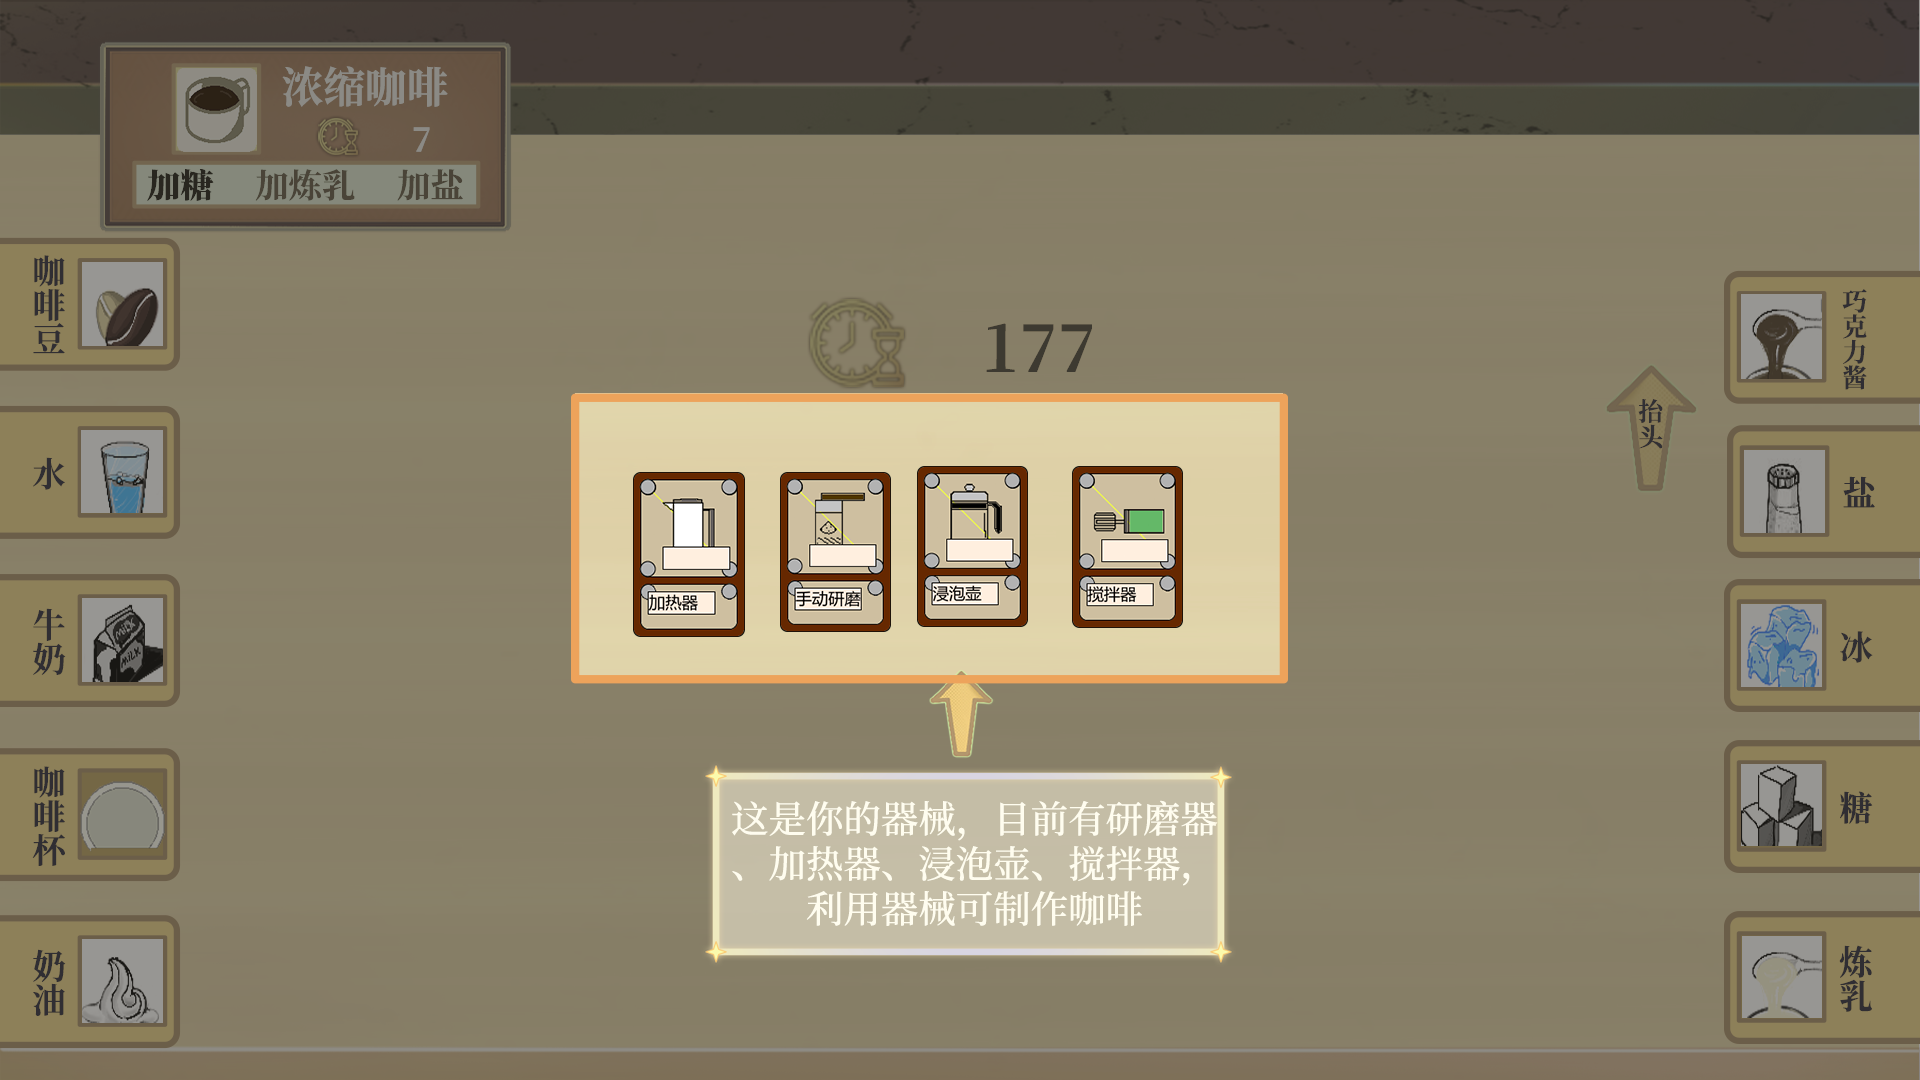 浓缩咖啡
7
加糖 加炼乳 加盐
咖啡豆
水
牛奶
MILK
MILK
咖啡杯
奶油
177
加热器
手动研磨
浸泡壶
搅拌器
这是你的器械，目前有研磨器
、加热器、浸泡壶、搅拌器，
利用器械可制作咖啡
抬头
巧克力酱
盐
冰
糖
炼乳